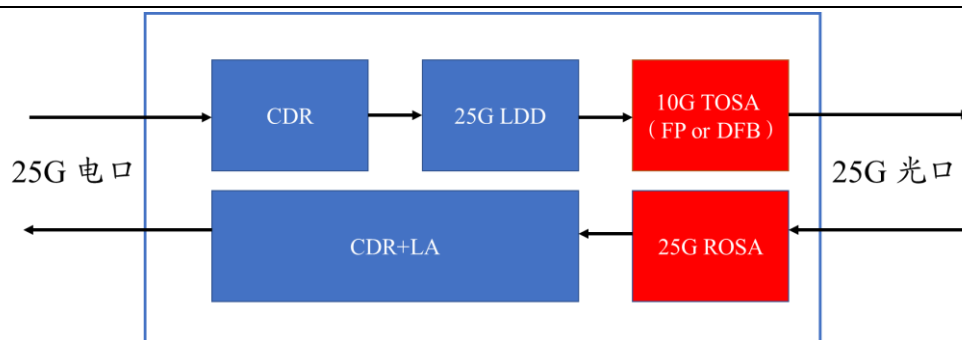 CDR
25G LDD
10G TOSA
（FP or DFB）
25G 电口
25G 光口
CDR+LA
25G ROSA